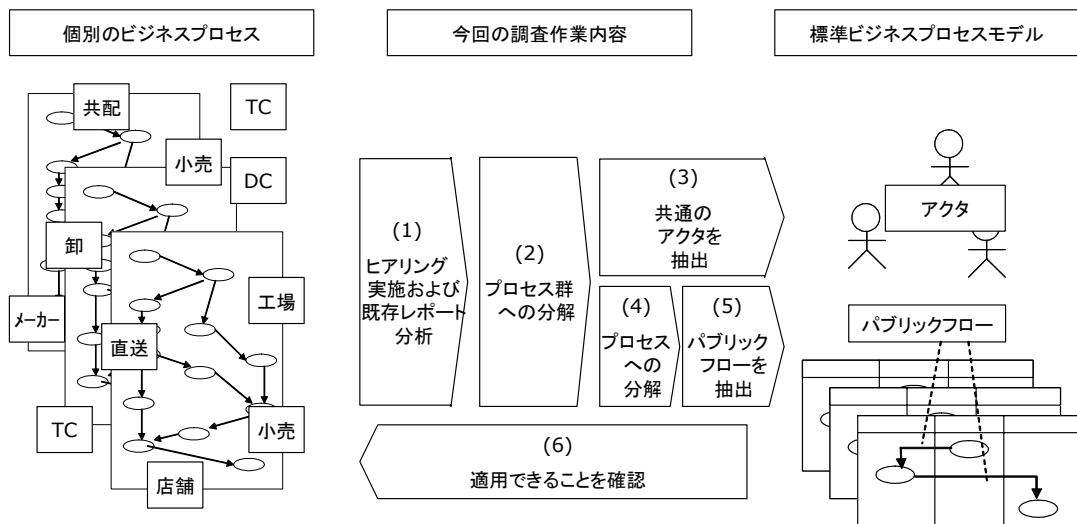 個別のビジネスプロセス
今回の調査作業内容
標準ビジネスプロセスモデル
共配
TC
小売
DC
卸
メーカー
工場
直送
TC
小売
店舗
(1)
ヒアリング
実施および
既存レポート
分析
(2)
プロセス群
への分解
(3)
共通の
アクタを
抽出
(4)
プロセス
への
分解
(5)
パブリック
フローを
抽出
(6)
適用できることを確認
アクタ
パブリックフロー